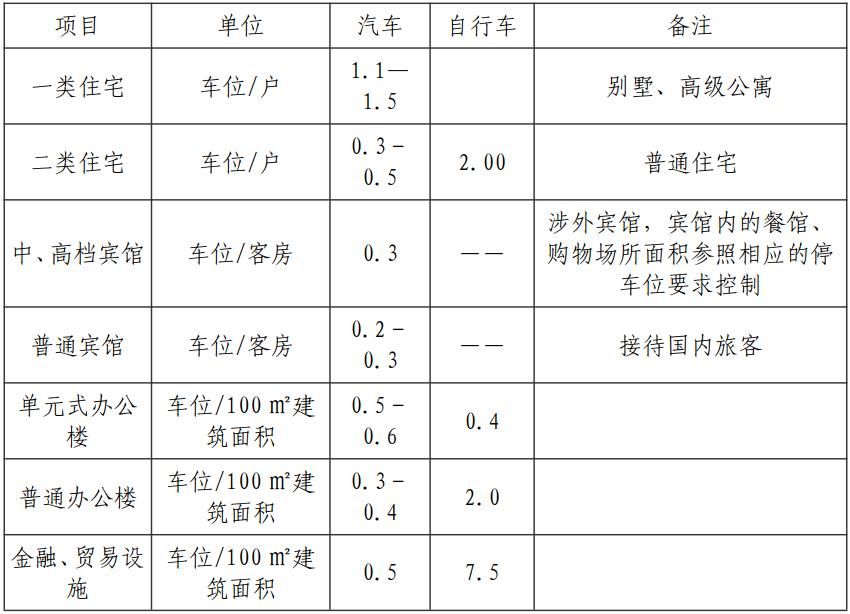 项目 单位 汽车 自行车 备注
一类住宅 车位/户 1.1—
1.5 别墅、高级公寓
二类住宅 车位/户 0.3-
0.5 2.00 普通住宅
中、高档宾馆 车位/客房 0.3 —— 涉外宾馆，宾馆内的餐馆、
购物场所面积参照相应的停
车位要求控制
普通宾馆 车位/客房 0.2-
0.3 —— 接待国内旅客
单元式办公
楼 车位/100 ㎡建
筑面积 0.5-
0.6 0.4
普通办公楼 车位/100 ㎡建
筑面积 0.3-
0.4 2.0
金融、贸易设
施 车位/100 ㎡建
筑面积 0.5 7.5